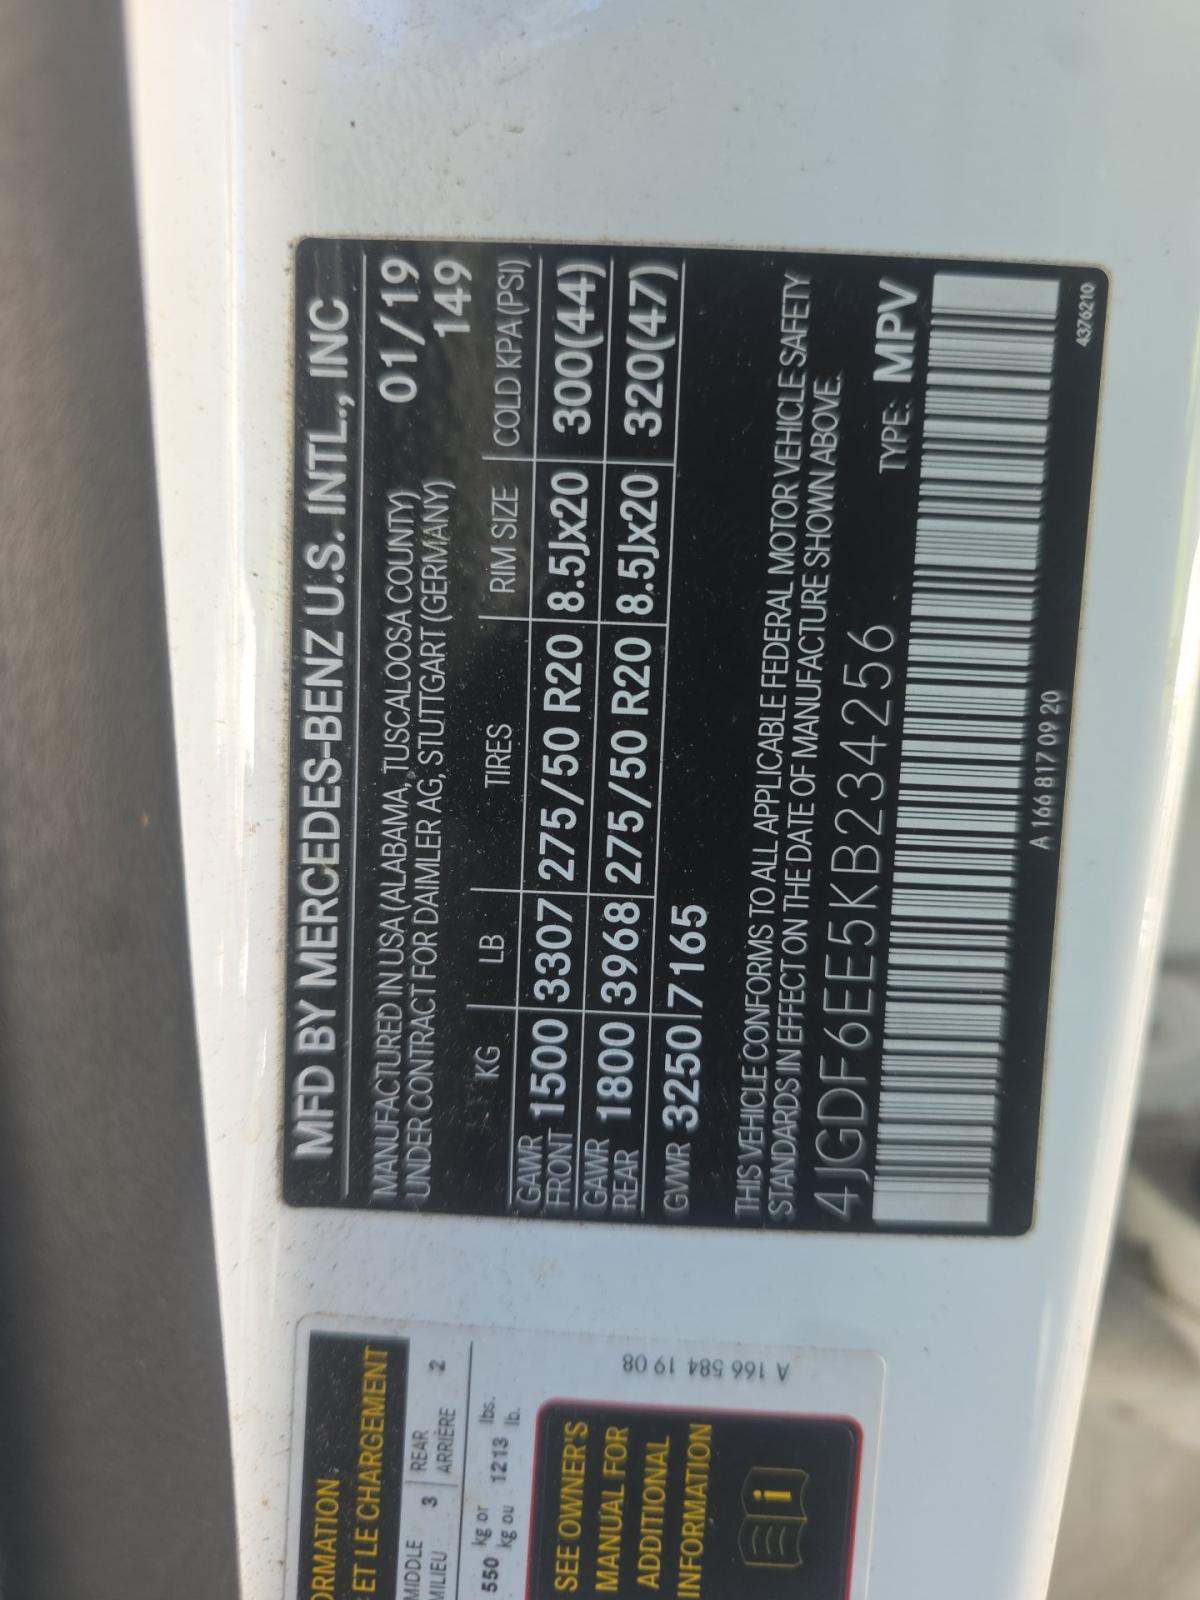 MFD BY MERCEDES-BENZ U.S. INTL., INC
MANUFACTURED IN USA (ALABAMA, TUSCALOOSA COUNTY) 01/19
UNDER CONTRACT FOR DAIMLER AG, STUTTGART (GERMANY) 149
KG LB TIRES RIM SIZE COLD KPA (PSI)
GAWR FRONT 1500 3307 275/50 R20 8.5Jx20 300(44)
GAWR REAR 1800 3968 275/50 R20 8.5Jx20 320(47)
GVWR 3250 7165
THIS VEHICLE CONFORMS TO ALL APPLICABLE FEDERAL MOTOR VEHICLE SAFETY
STANDARDS IN EFFECT ON THE DATE OF MANUFACTURE SHOWN ABOVE.
4JGDF6EE5KB234256 TYPE: MPV
A 166 817 09 20
4376210
ET LE CHARGEMENT
MIDDLE 3 REAR 2
MILIEU ARRIÈRE
550 kg or 1213 lbs.
kg ou lb.
SEE OWNER'S
MANUAL FOR
ADDITIONAL
INFORMATION
i
A 166 584 19 08